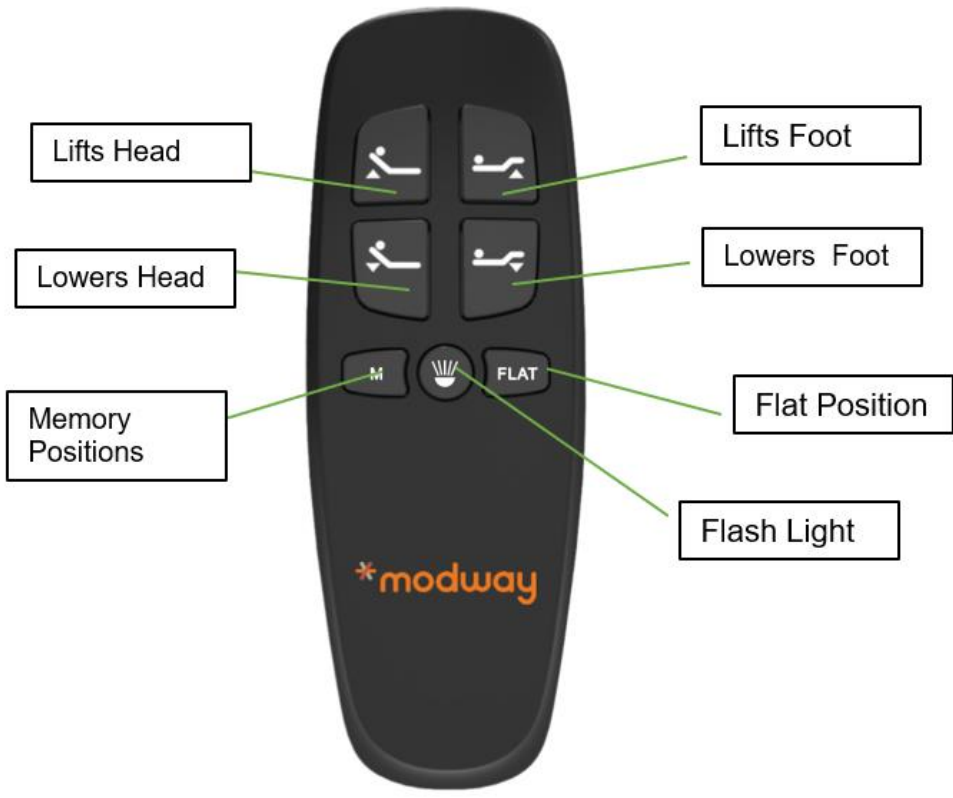 Lifts Head
Lifts Foot
Lowers Head
Lowers  Foot
M
FLAT
Memory
Positions
Flat Position
Flash Light
modway